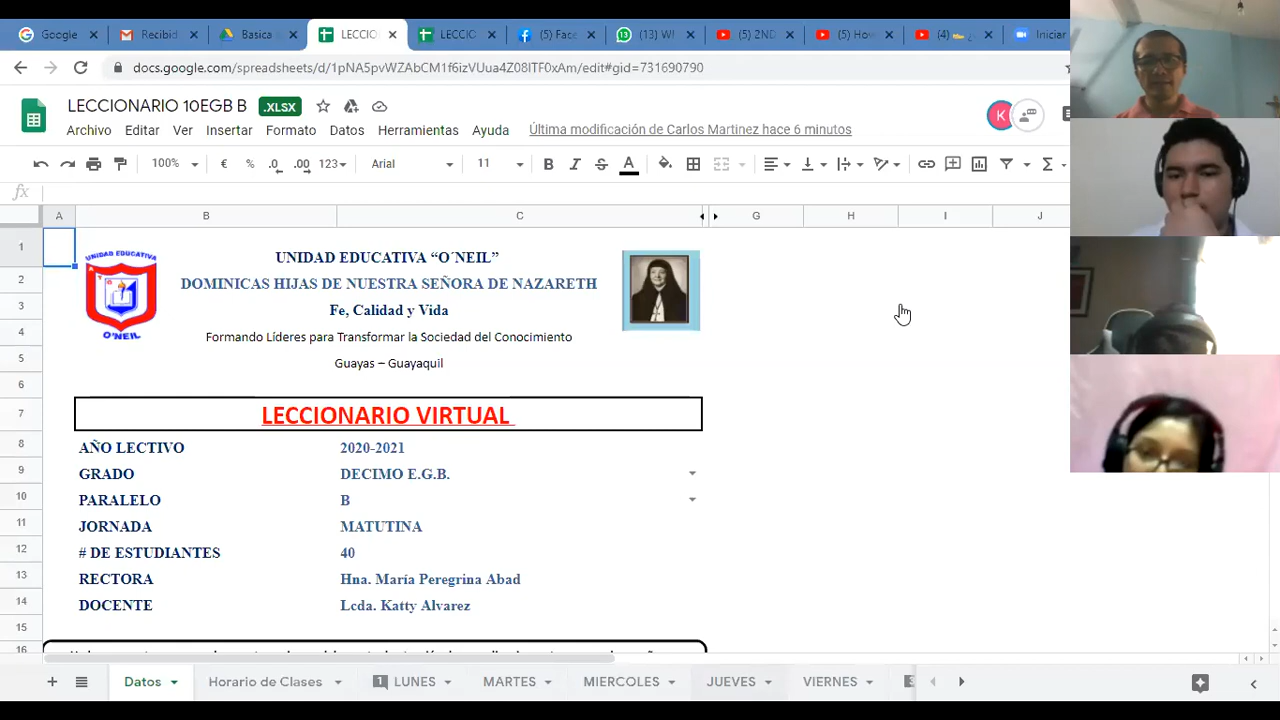 Google
Recibid
Basica
LECCIO
LECCIO
(5) Face
(13) W
(5) 2ND
(5) Hov
(4)
Iniciar
docs.google.com/spreadsheets/d/1pNA5pvWZAbCM1f6izVUua4Z08lTF0xAm/edit#gid=731690790
LECCIONARIO 10EGB B
.XLSX
Archivo Editar Ver Insertar Formato Datos Herramientas Ayuda
Última modificación de Carlos Martinez hace 6 minutos
K
100% € % .0 .00 123 Arial 11 B I S A Σ
fx
A B C G H I J
1
UNIDAD EDUCATIVA “O´NEIL”
UNIDAD EDUCATIVA
O'NEIL
2
DOMINICAS HIJAS DE NUESTRA SEÑORA DE NAZARETH
3
Fe, Calidad y Vida
4
Formando Líderes para Transformar la Sociedad del Conocimiento
5
Guayas – Guayaquil
6
7
LECCIONARIO VIRTUAL
8
AÑO LECTIVO 2020-2021
9
GRADO DECIMO E.G.B.
10
PARALELO B
11
JORNADA MATUTINA
12
# DE ESTUDIANTES 40
13
RECTORA Hna. María Peregrina Abad
14
DOCENTE Lcda. Katty Alvarez
15
16
Datos Horario de Clases 1 LUNES MARTES MIERCOLES JUEVES VIERNES